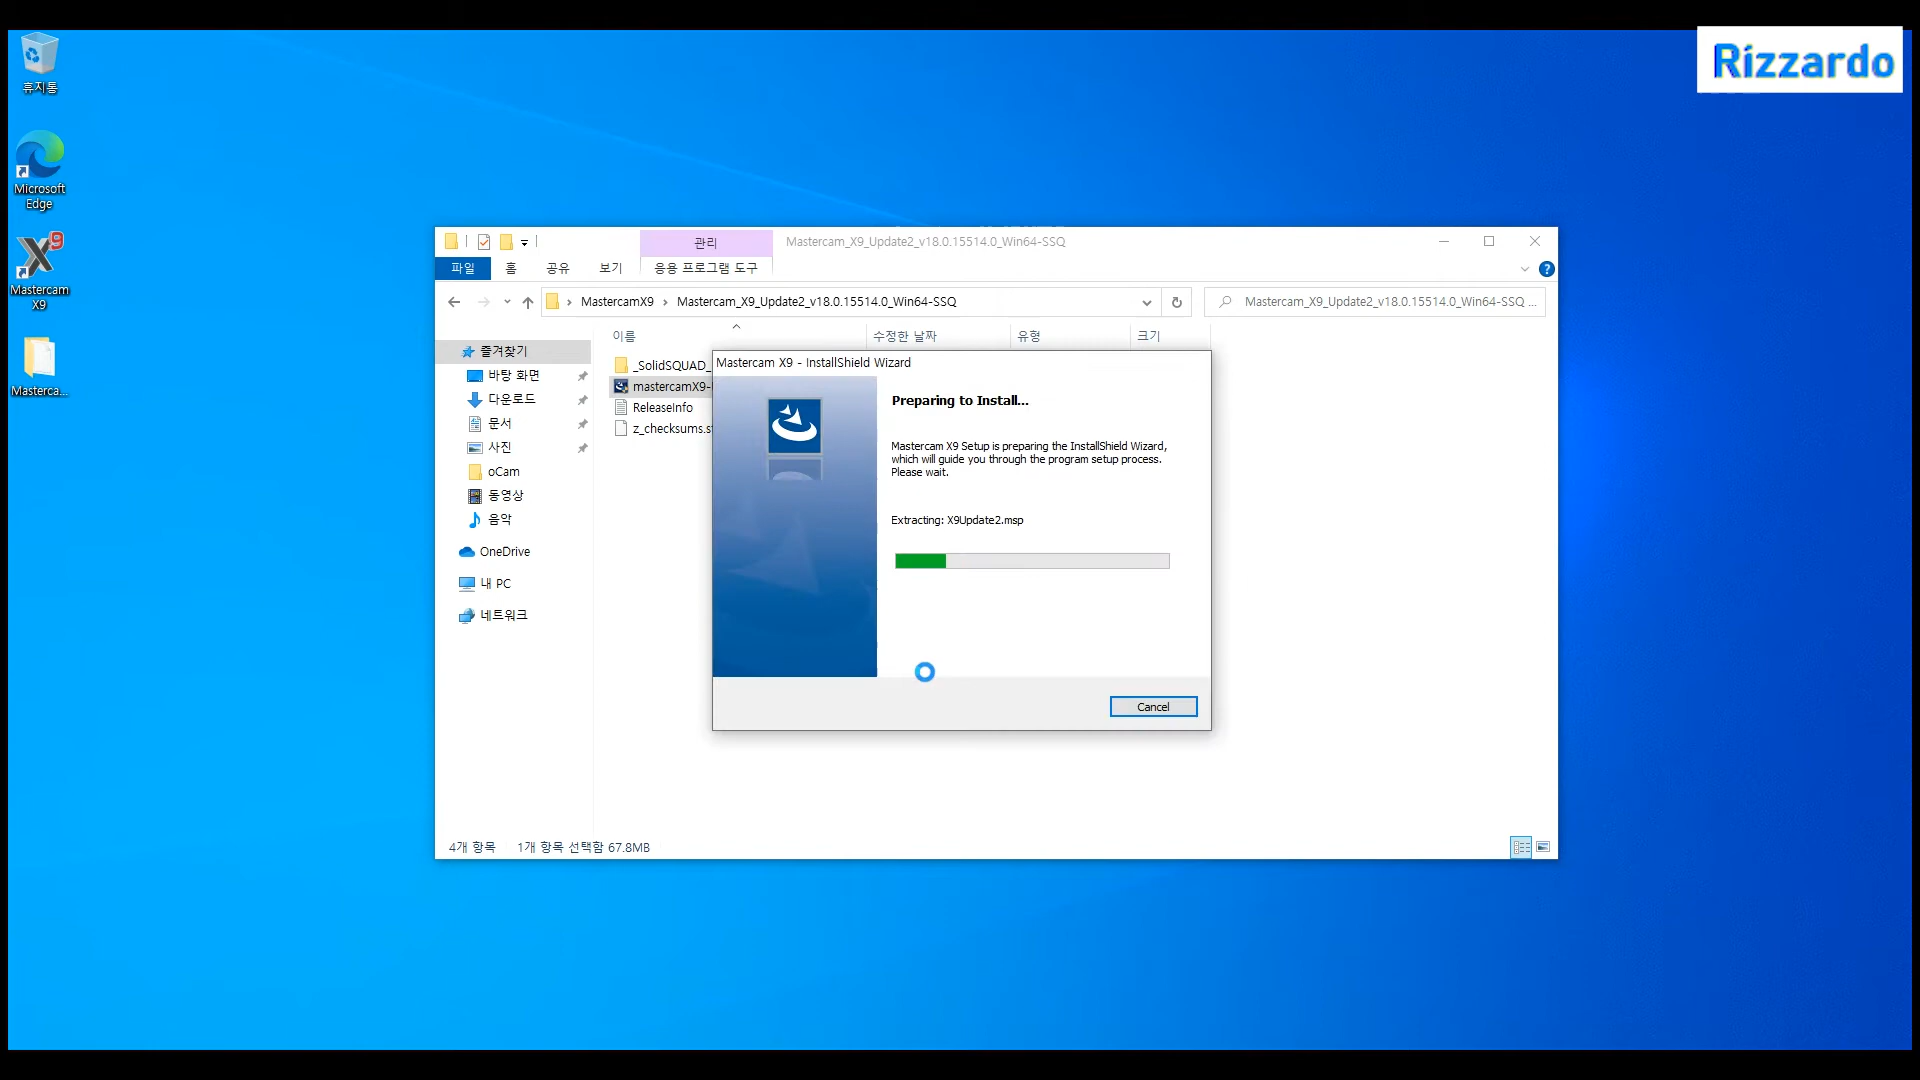 Rizzardo
휴지통
Microsoft
Edge
9
Mastercam
X9
Masterca...
관리
Mastercam_X9_Update2_v18.0.15514.0_Win64-SSQ
파일
홈
공유
보기
응용 프로그램 도구
MastercamX9
Mastercam_X9_Update2_v18.0.15514.0_Win64-SSQ
Mastercam_X9_Update2_v18.0.15514.0_Win64-SSQ ...
이름
수정한 날짜
유형
크기
즐겨찾기
바탕 화면
다운로드
문서
사진
oCam
동영상
음악
OneDrive
내 PC
네트워크
_SolidSQUAD_
mastercamX9-
ReleaseInfo
z_checksums.s
Mastercam X9 - InstallShield Wizard
Preparing to Install...
Mastercam X9 Setup is preparing the InstallShield Wizard,
which will guide you through the program setup process.
Please wait.
Extracting: X9Update2.msp
Cancel
4개 항목
1개 항목 선택함 67.8MB